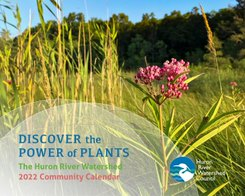 DISCOVER the
POWER of PLANTS
The Huron River Watershed
2022 Community Calendar
Huron
River
Watershed
Council